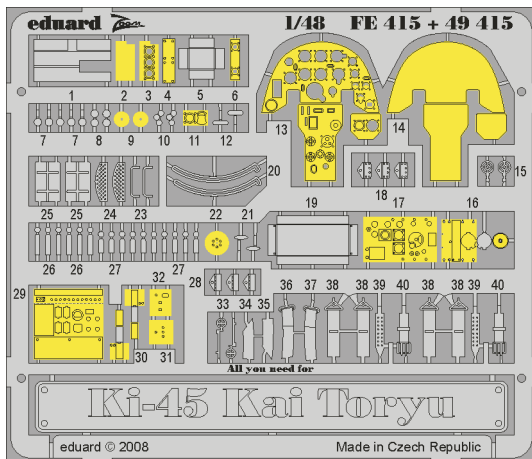 eduard Zoom 1/48 FE 415 + 49 415
1 2 3 4 5 6
7 7 7 8 9 10 11 12 13 14 15
18
20
25 25 24 23 19 17 16
22 21
26 26 27 27 28
32
29 33 34 35 36 37 38 38 39 40 38 38 39 40
30 31
All you need for
Ki-45 Kai Toryu
eduard © 2008 Made in Czech Republic